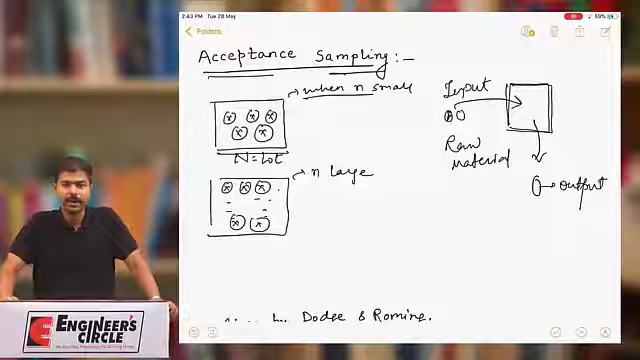 2:43 PM Tue 28 May
59%
Folders
Acceptance Sampling:-
when n small
N=Lot
n large
Input
Raw
material
output
by Dodge & Roming.
ENGINEER'S
CIRCLE